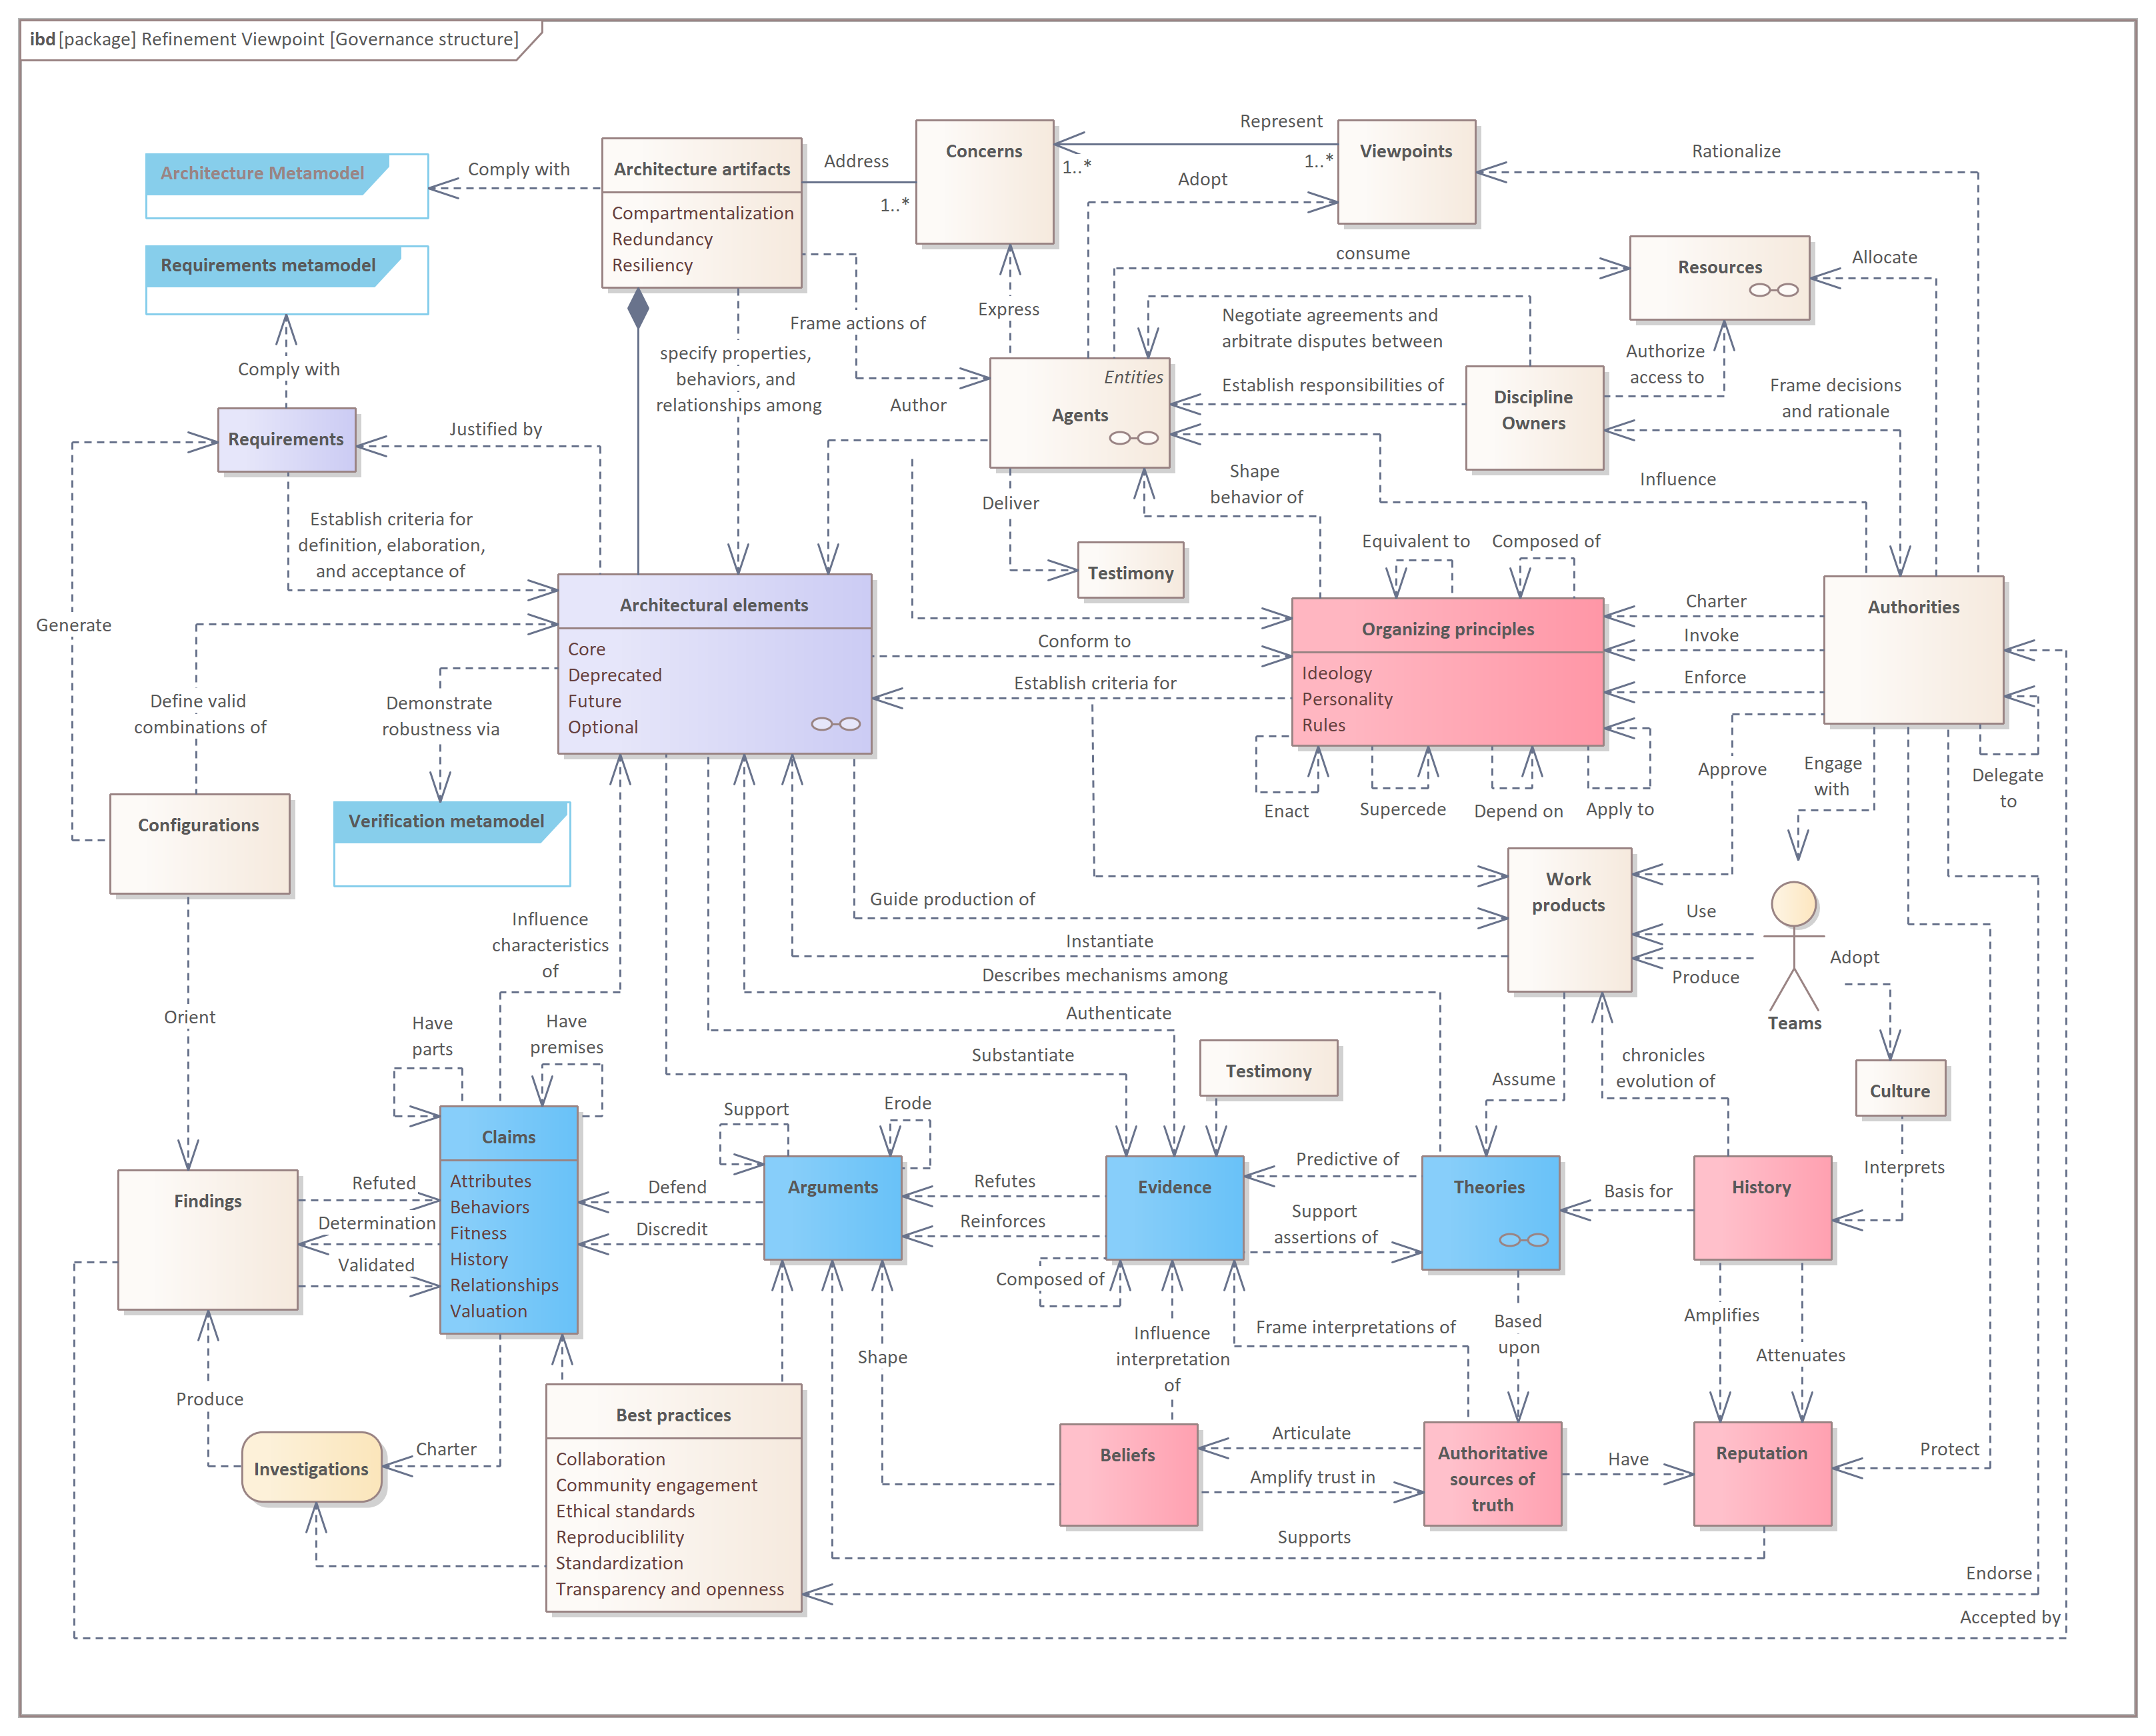 ibd [package] Refinement Viewpoint [Governance structure]
Architecture Metamodel
Comply with
Architecture artifacts
Compartmentalization
Redundancy
Resiliency
Address
1..*
Concerns
Represent
1..*
1..*
Viewpoints
Rationalize
Adopt
Requirements metamodel
consume
Resources
Allocate
Express
Frame actions of
Negotiate agreements and
arbitrate disputes between
specify properties,
behaviors, and
relationships among
Authorize
access to
Comply with
Entities
Agents
Author
Establish responsibilities of
Discipline
Owners
Frame decisions
and rationale
Requirements
Justified by
Shape
behavior of
Influence
Deliver
Establish criteria for
definition, elaboration,
and acceptance of
Equivalent to
Composed of
Testimony
Generate
Architectural elements
Core
Deprecated
Future
Optional
Conform to
Establish criteria for
Organizing principles
Ideology
Personality
Rules
Charter
Invoke
Enforce
Authorities
Define valid
combinations of
Demonstrate
robustness via
Approve
Engage
with
Delegate
to
Enact
Supercede
Depend on
Apply to
Configurations
Verification metamodel
Work
products
Guide production of
Influence
characteristics
of
Use
Produce
Adopt
Instantiate
Describes mechanisms among
Teams
Orient
Have
parts
Have
premises
Authenticate
Substantiate
Testimony
Assume
chronicles
evolution of
Culture
Support
Erode
Claims
Attributes
Behaviors
Fitness
History
Relationships
Valuation
Findings
Refuted
Determination
Validated
Defend
Discredit
Arguments
Refutes
Reinforces
Evidence
Composed of
Predictive of
Support
assertions of
Theories
Basis for
History
Interprets
Influence
interpretation
of
Frame interpretations of
Based
upon
Amplifies
Attenuates
Shape
Produce
Investigations
Charter
Best practices
Collaboration
Community engagement
Ethical standards
Reproduciblility
Standardization
Transparency and openness
Beliefs
Articulate
Amplify trust in
Authoritative
sources of
truth
Have
Reputation
Protect
Supports
Endorse
Accepted by